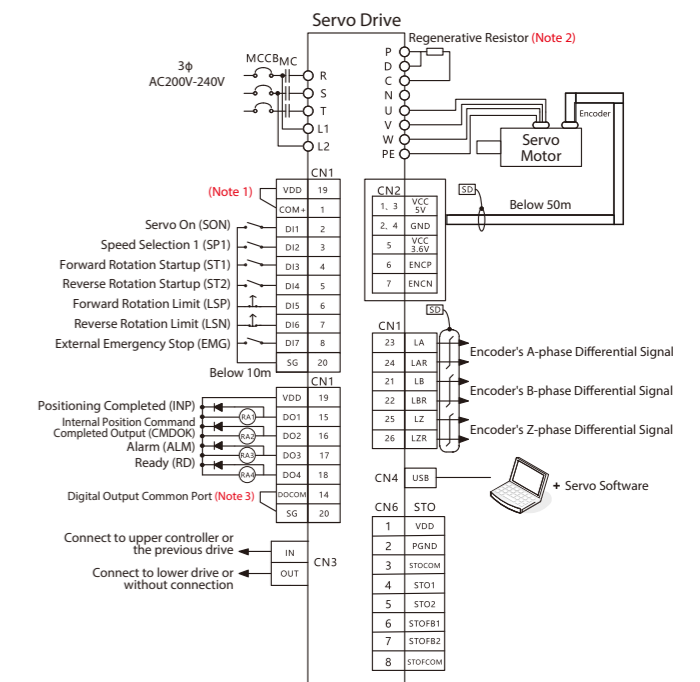 Servo Drive
Regenerative Resistor (Note 2)
3ф
AC200V-240V
MCCB
MC
R
S
T
L1
L2
P
D
C
N
U
V
W
PE
Encoder
Servo
Motor
SD
Below 50m
CN1
(Note 1)
VDD 19
COM+ 1
Servo On (SON) DI1 2
Speed Selection 1 (SP1) DI2 3
Forward Rotation Startup (ST1) DI3 4
Reverse Rotation Startup (ST2) DI4 5
Forward Rotation Limit (LSP) DI5 6
Reverse Rotation Limit (LSN) DI6 7
External Emergency Stop (EMG) DI7 8
SG 20
Below 10m
CN1
VDD 19
Positioning Completed (INP) RA1 DO1 15
Internal Position Command
Completed Output (CMDOK) RA2 DO2 16
Alarm (ALM) RA3 DO3 17
Ready (RD) RA4 DO4 18
Digital Output Common Port (Note 3) DOCOM 14
SG 20
Connect to upper controller or
the previous drive
IN
Connect to lower drive or
without connection
OUT
CN3
CN2
1、3 VCC 5V
2、4 GND
5 VCC 3.6V
6 ENCP
7 ENCN
SD
CN1
23 LA
24 LAR
Encoder's A-phase Differential Signal
21 LB
22 LBR
Encoder's B-phase Differential Signal
25 LZ
26 LZR
Encoder's Z-phase Differential Signal
CN4 USB
+ Servo Software
CN6 STO
1 VDD
2 PGND
3 STOCOM
4 STO1
5 STO2
6 STOFB1
7 STOFB2
8 STOFCOM